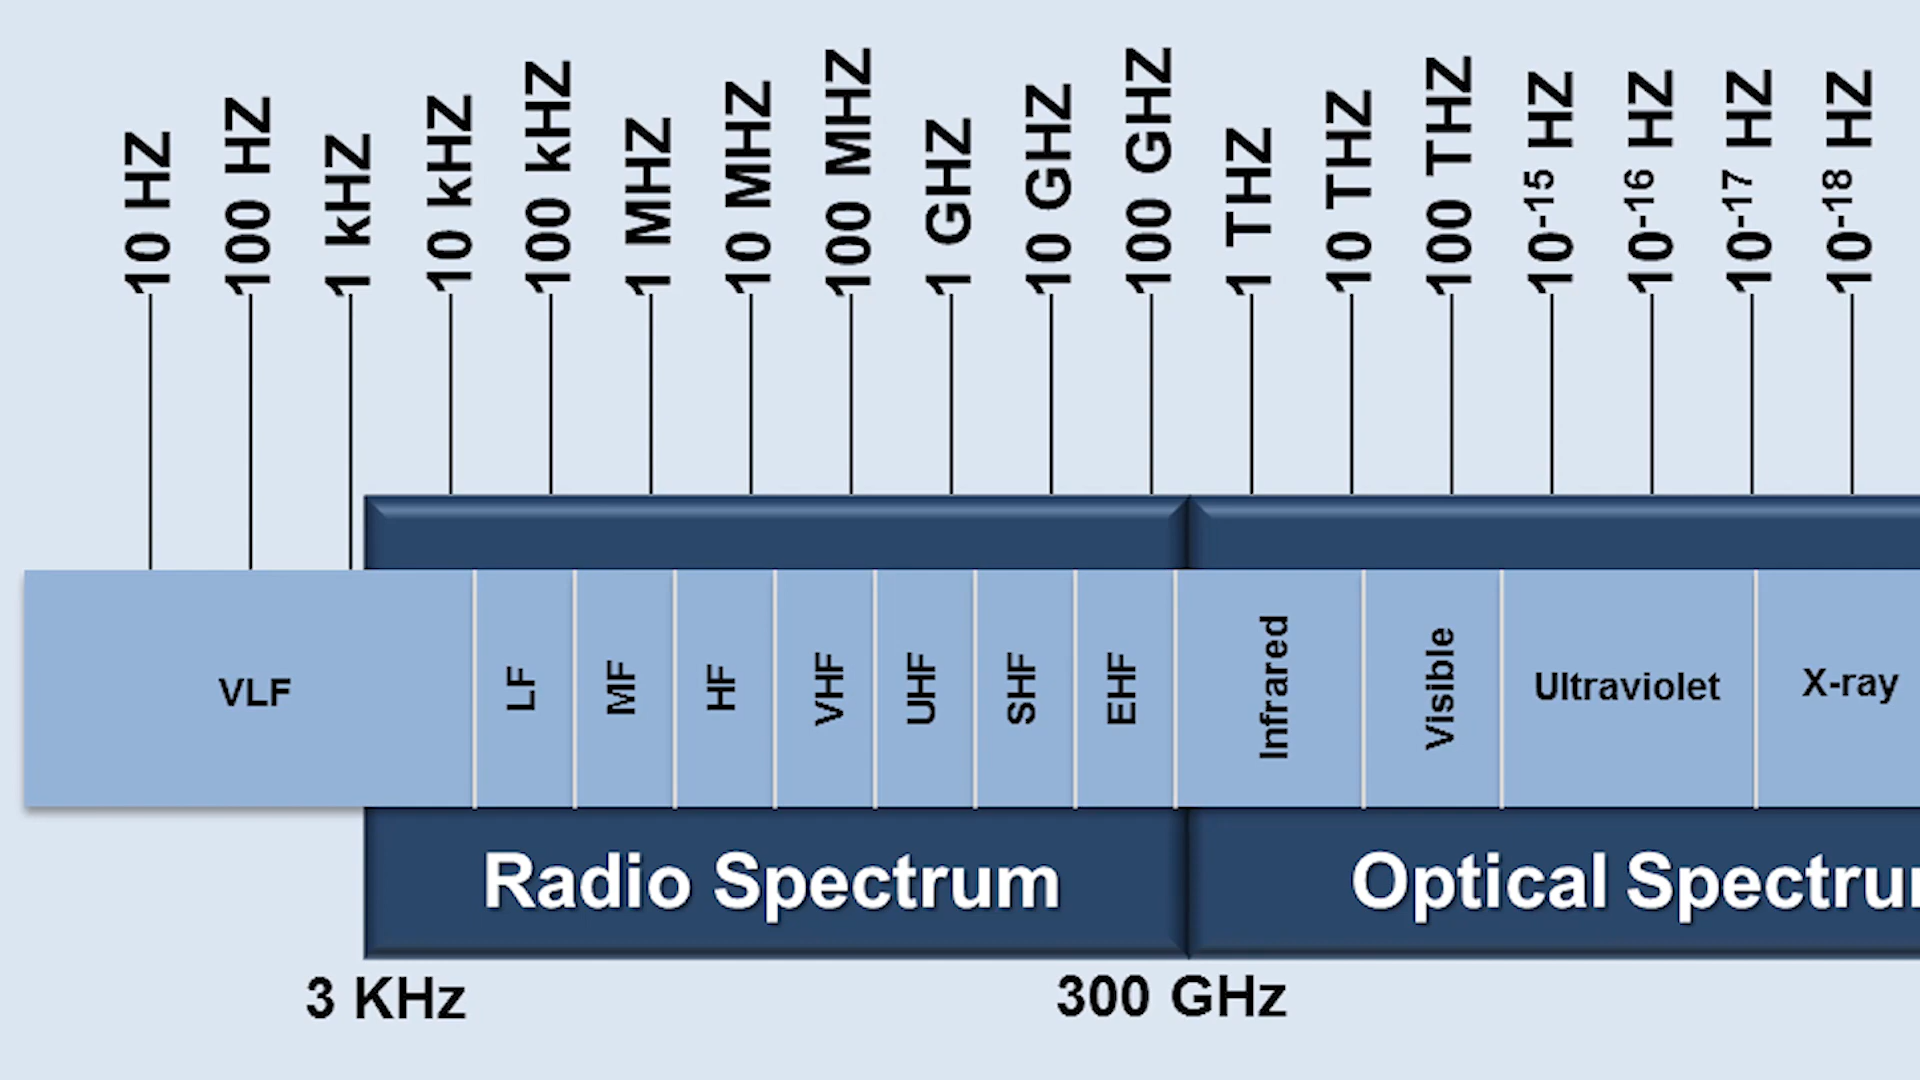 10 HZ
100 HZ
1 kHZ
10 kHZ
100 kHZ
1 MHZ
10 MHZ
100 MHZ
1 GHZ
10 GHZ
100 GHZ
1 THZ
10 THZ
100 THZ
10⁻¹⁵ HZ
10⁻¹⁶ HZ
10⁻¹⁷ HZ
10⁻¹⁸ HZ
VLF
LF
MF
HF
VHF
UHF
SHF
EHF
Infrared
Visible
Ultraviolet
X-ray
Radio Spectrum
Optical Spectru
3 KHz
300 GHz